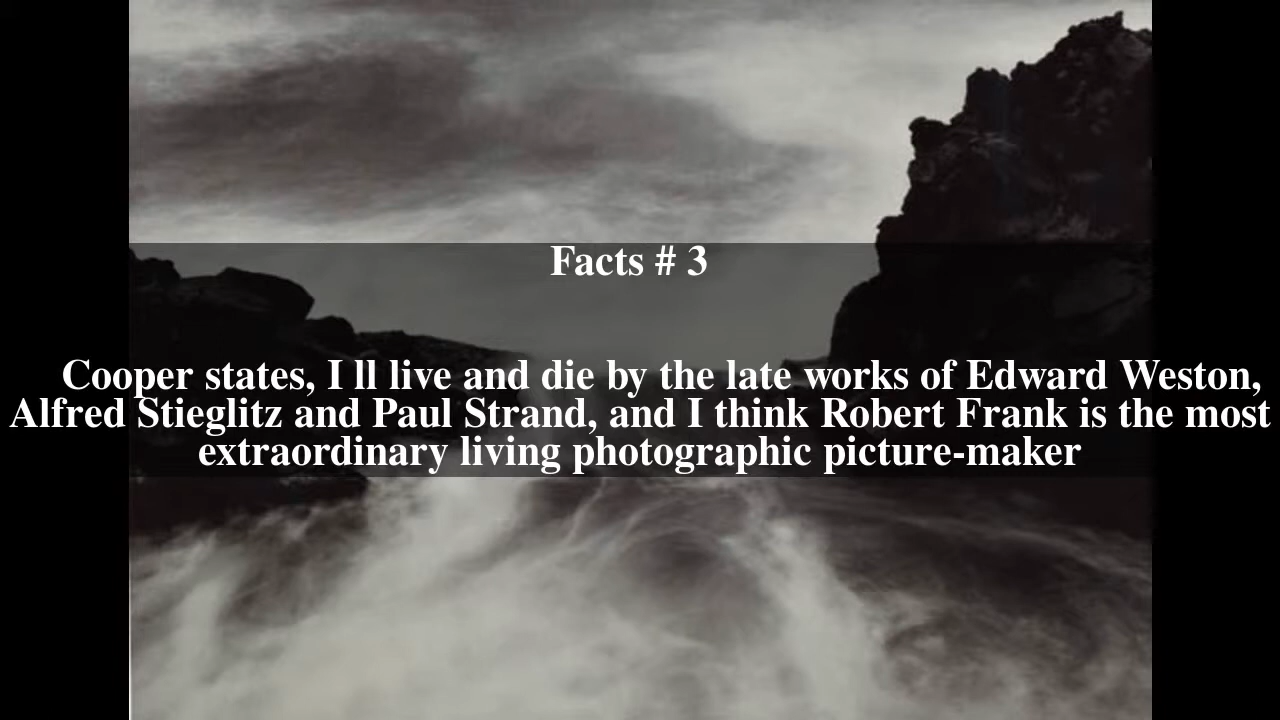 Facts # 3
Cooper states, I ll live and die by the late works of Edward Weston,
Alfred Stieglitz and Paul Strand, and I think Robert Frank is the most
extraordinary living photographic picture-maker